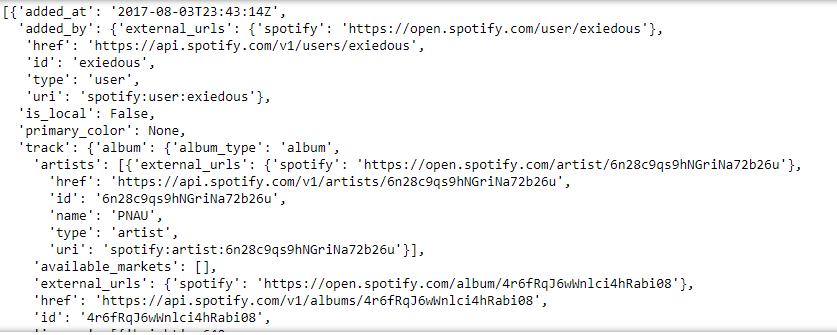 [{'added_at': '2017-08-03T23:43:14Z',
'added_by': {'external_urls': {'spotify': 'https://open.spotify.com/user/exiedous'},
'href': 'https://api.spotify.com/v1/users/exiedous',
'id': 'exiedous',
'type': 'user',
'uri': 'spotify:user:exiedous'},
'is_local': False,
'primary_color': None,
'track': {'album': {'album_type': 'album',
'artists': [{'external_urls': {'spotify': 'https://open.spotify.com/artist/6n28c9qs9hNGriNa72b26u'},
'href': 'https://api.spotify.com/v1/artists/6n28c9qs9hNGriNa72b26u',
'id': '6n28c9qs9hNGriNa72b26u',
'name': 'PNAU',
'type': 'artist',
'uri': 'spotify:artist:6n28c9qs9hNGriNa72b26u'}],
'available_markets': [],
'external_urls': {'spotify': 'https://open.spotify.com/album/4r6fRqJ6wWnlci4hRabi08'},
'href': 'https://api.spotify.com/v1/albums/4r6fRqJ6wWnlci4hRabi08',
'id': '4r6fRqJ6wWnlci4hRabi08',